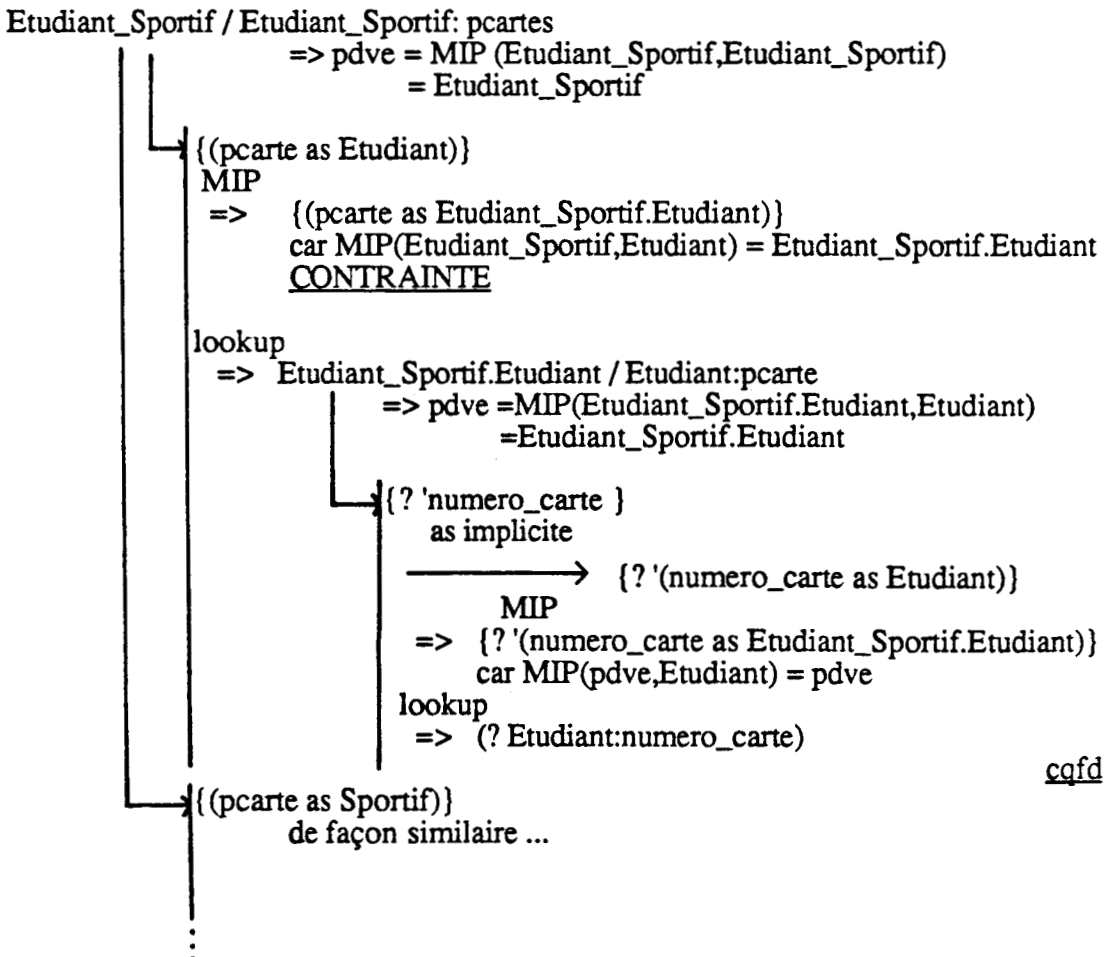 Etudiant_Sportif / Etudiant_Sportif: pcartes
=> pdve = MIP (Etudiant_Sportif,Etudiant_Sportif)
= Etudiant_Sportif
{(pcarte as Etudiant)}
MIP
=> {(pcarte as Etudiant_Sportif.Etudiant)}
car MIP(Etudiant_Sportif,Etudiant) = Etudiant_Sportif.Etudiant
CONTRAINTE
lookup
=> Etudiant_Sportif.Etudiant / Etudiant:pcarte
=> pdve =MIP(Etudiant_Sportif.Etudiant,Etudiant)
=Etudiant_Sportif.Etudiant
{? 'numero_carte }
as implicite
{? '(numero_carte as Etudiant)}
MIP
=> {? '(numero_carte as Etudiant_Sportif.Etudiant)}
car MIP(pdve,Etudiant) = pdve
lookup
=> (? Etudiant:numero_carte)
cqfd
{(pcarte as Sportif)}
de façon similaire ...